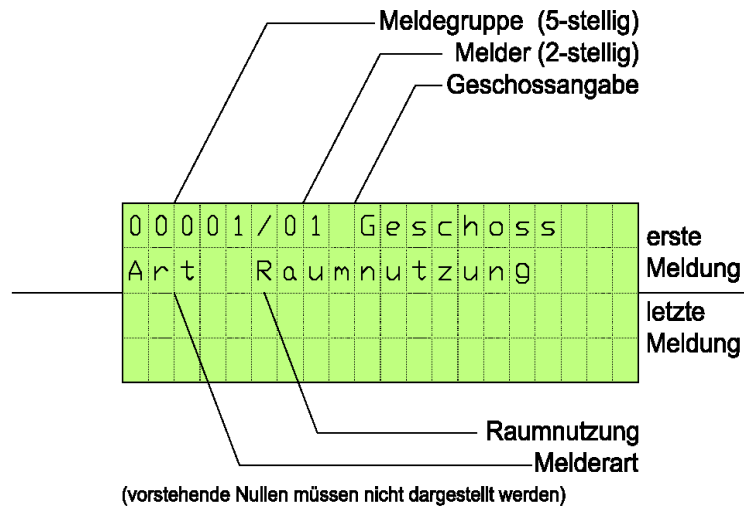 Meldegruppe (5-stellig)
Melder (2-stellig)
Geschossangabe
00001/01 Geschoss
Art Raumnutzung
erste
Meldung
letzte
Meldung
Raumnutzung
Melderart
(vorstehende Nullen müssen nicht dargestellt werden)